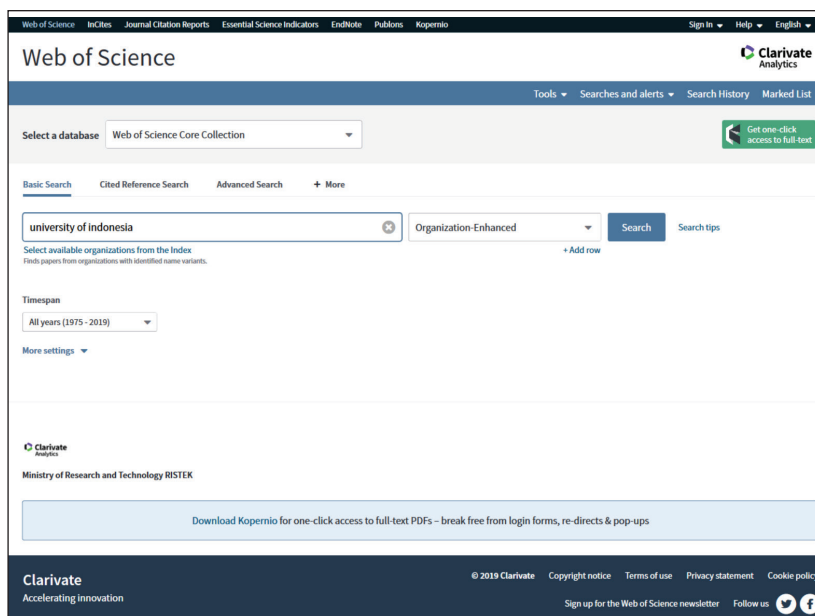 Web of Science InCites Journal Citation Reports Essential Science Indicators EndNote Publons Kopernio Sign In Help English
Web of Science
Clarivate
Analytics
Tools Searches and alerts Search History Marked List
Select a database Web of Science Core Collection
Get one-click
access to full-text
Basic Search Cited Reference Search Advanced Search + More
university of indonesia Organization-Enhanced Search Search tips
Select available organizations from the Index + Add row
Finds papers from organizations with identified name variants.
Timespan
All years (1975 - 2019)
More settings
Clarivate
Analytics
Ministry of Research and Technology RISTEK
Download Kopernio for one-click access to full-text PDFs – break free from login forms, re-directs & pop-ups
Clarivate
Accelerating innovation
© 2019 Clarivate Copyright notice Terms of use Privacy statement Cookie policy
Sign up for the Web of Science newsletter Follow us